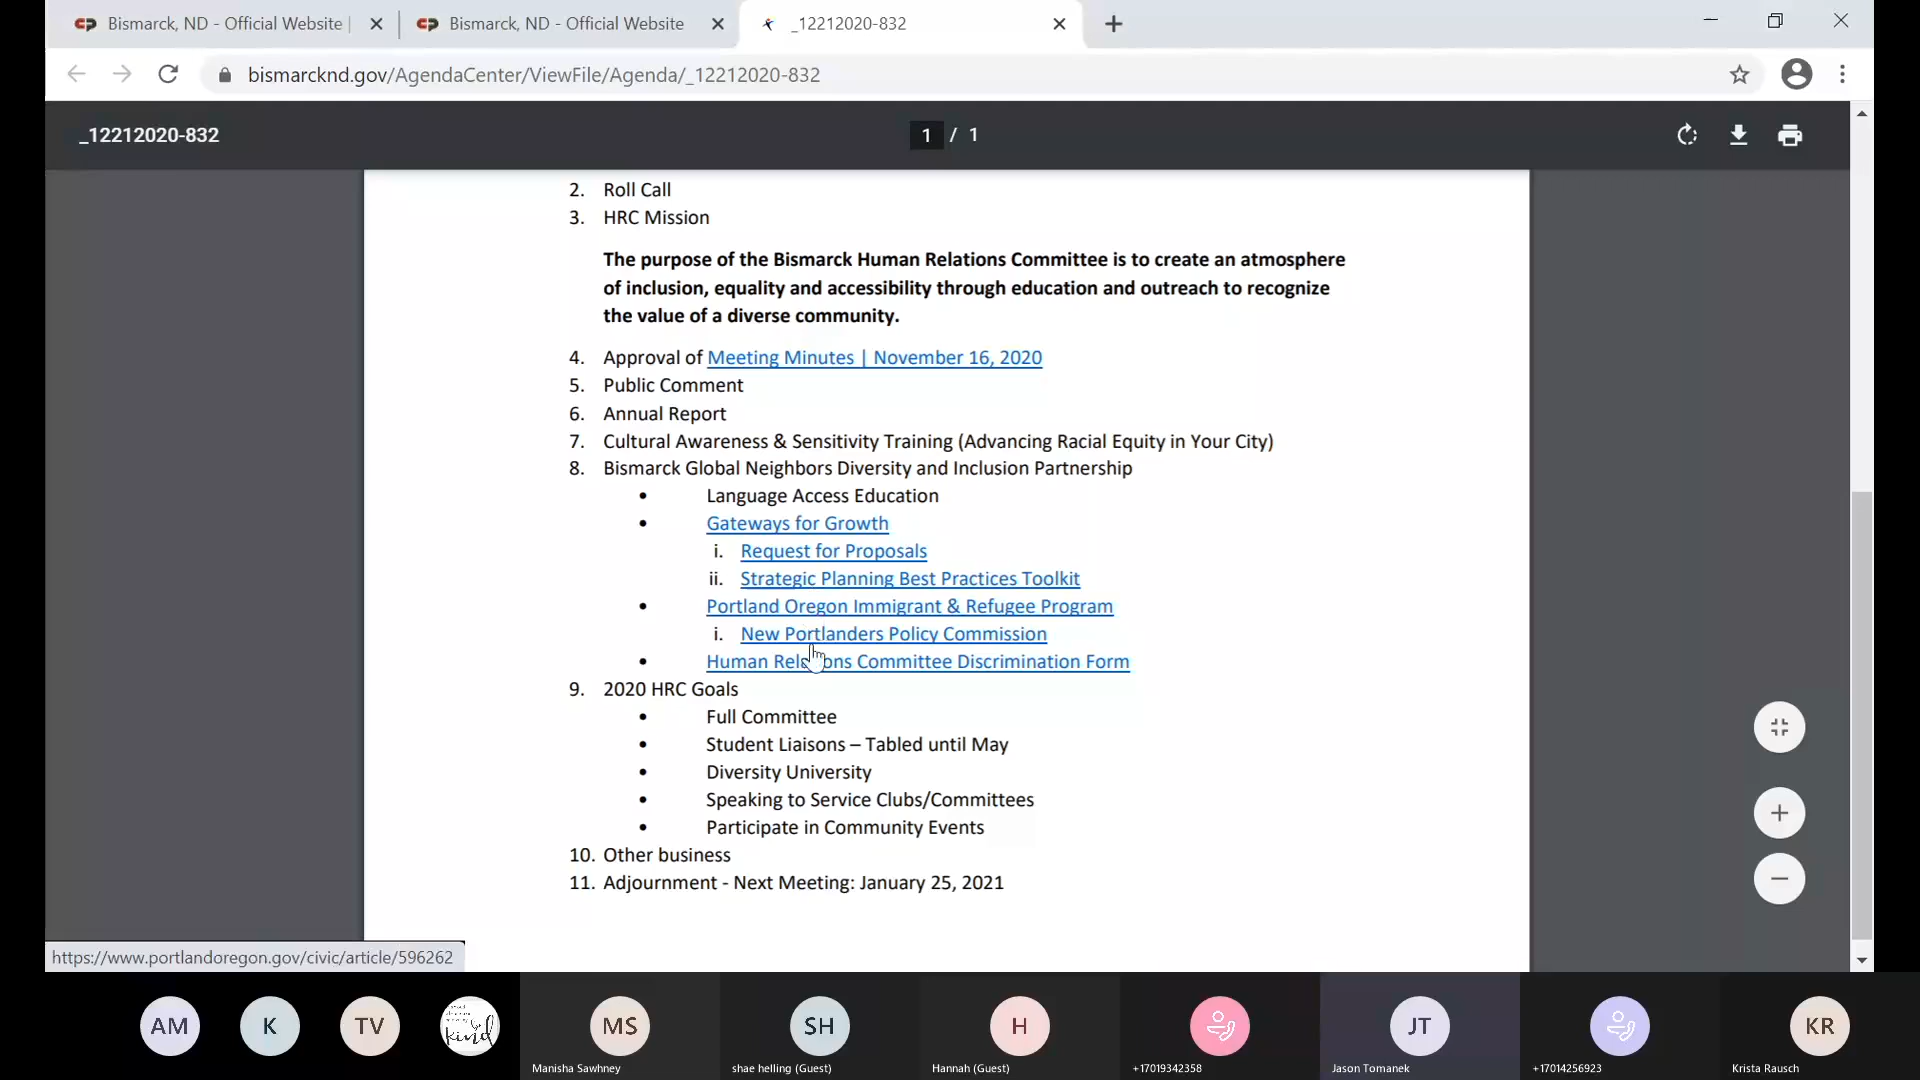 Bismarck, ND - Official Website |
Bismarck, ND - Official Website
_12212020-832
bismarcknd.gov/AgendaCenter/ViewFile/Agenda/_12212020-832
_12212020-832
1 / 1
2. Roll Call
3. HRC Mission
The purpose of the Bismarck Human Relations Committee is to create an atmosphere
of inclusion, equality and accessibility through education and outreach to recognize
the value of a diverse community.
4. Approval of Meeting Minutes | November 16, 2020
5. Public Comment
6. Annual Report
7. Cultural Awareness & Sensitivity Training (Advancing Racial Equity in Your City)
8. Bismarck Global Neighbors Diversity and Inclusion Partnership
• Language Access Education
• Gateways for Growth
i. Request for Proposals
ii. Strategic Planning Best Practices Toolkit
• Portland Oregon Immigrant & Refugee Program
i. New Portlanders Policy Commission
• Human Relations Committee Discrimination Form
9. 2020 HRC Goals
• Full Committee
• Student Liaisons – Tabled until May
• Diversity University
• Speaking to Service Clubs/Committees
• Participate in Community Events
10. Other business
11. Adjournment - Next Meeting: January 25, 2021
https://www.portlandoregon.gov/civic/article/596262
AM K TV kind MS SH H JT KR
Manisha Sawhney shae helling (Guest) Hannah (Guest) +17019342358 Jason Tomanek +17014256923 Krista Rausch